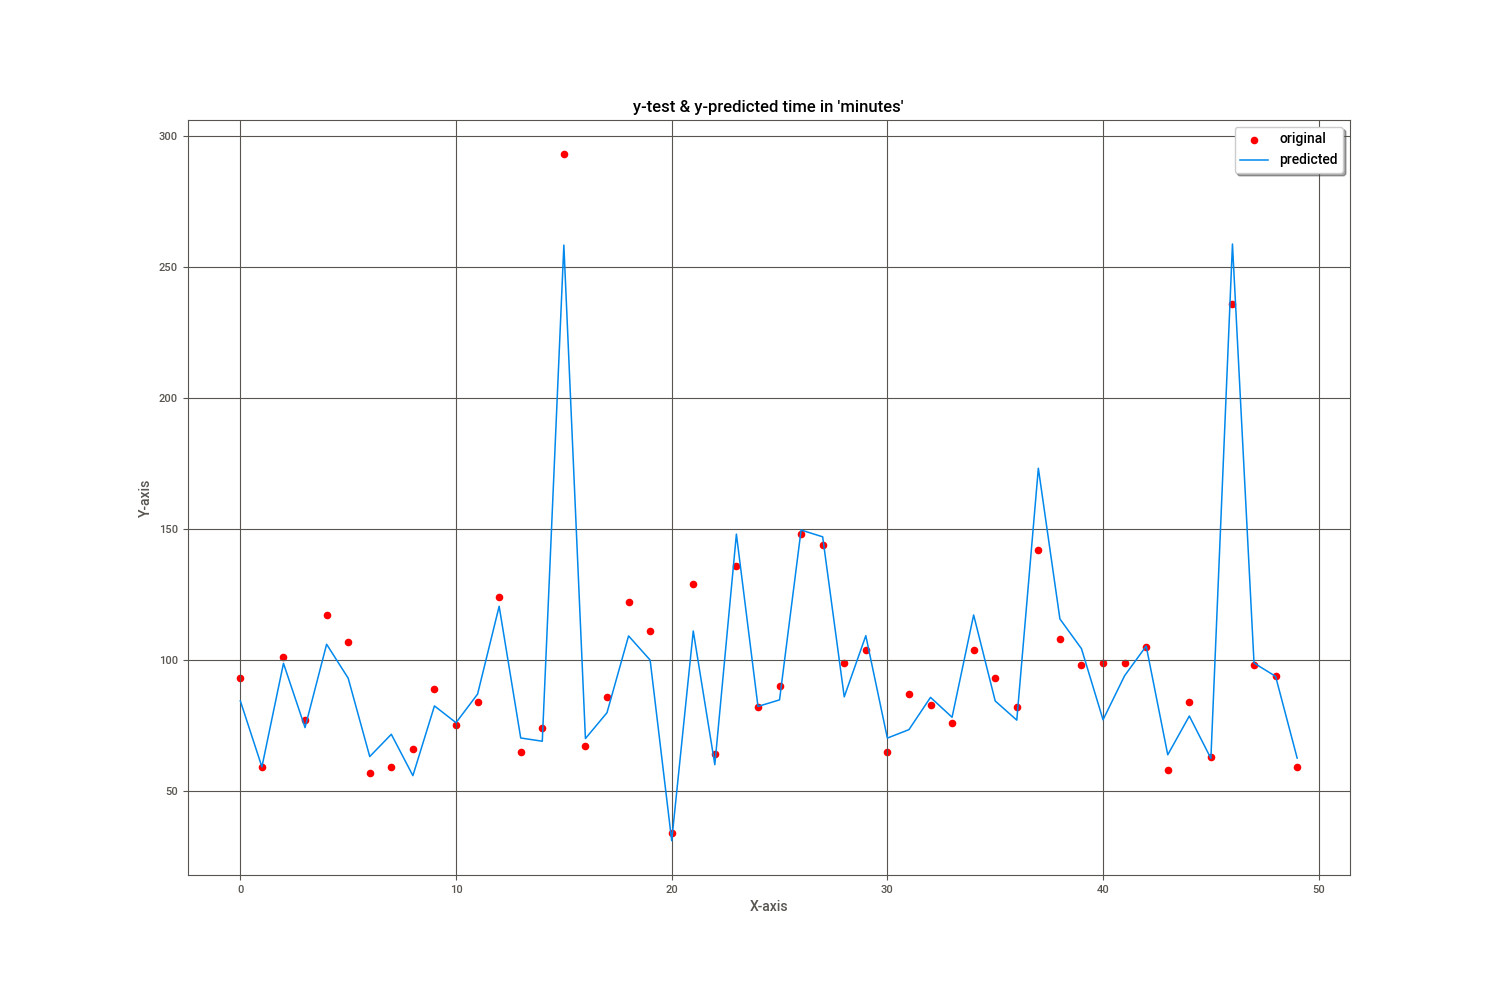 y-test & y-predicted time in 'minutes'
original
predicted
300
250
200
150
100
50
Y-axis
0 10 20 30 40 50
X-axis